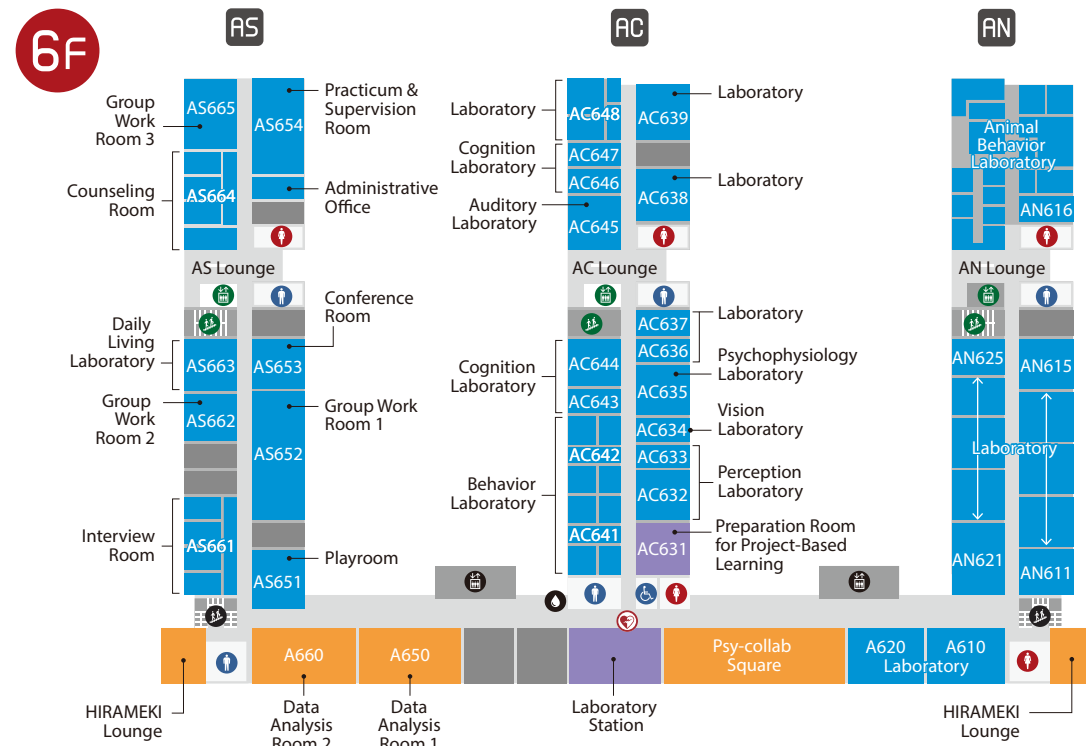 6F
AS
AC
AN
Group
Work
Room 3
AS665
AS654
Practicum &
Supervision
Room
Counseling
Room
AS664
Administrative
Office
AS Lounge
Conference
Room
Daily
Living
Laboratory
AS663
AS653
Group
Work
Room 2
AS662
AS652
Group Work
Room 1
Interview
Room
AS661
AS651
Playroom
Laboratory
AC648
AC639
Laboratory
Cognition
Laboratory
AC647
AC646
AC638
Laboratory
Auditory
Laboratory
AC645
AC Lounge
AC637
Laboratory
AC636
Cognition
Laboratory
AC644
AC643
AC635
Psychophysiology
Laboratory
AC634
Vision
Laboratory
Behavior
Laboratory
AC642
AC641
AC633
AC632
Perception
Laboratory
AC631
Preparation Room
for Project-Based
Learning
Animal
Behavior
Laboratory
AN616
AN Lounge
AN625
AN615
Laboratory
AN621
AN611
HIRAMEKI
Lounge
A660
Data
Analysis
Room 2
A650
Data
Analysis
Room 1
Laboratory
Station
Psy-collab
Square
A620
A610
Laboratory
HIRAMEKI
Lounge